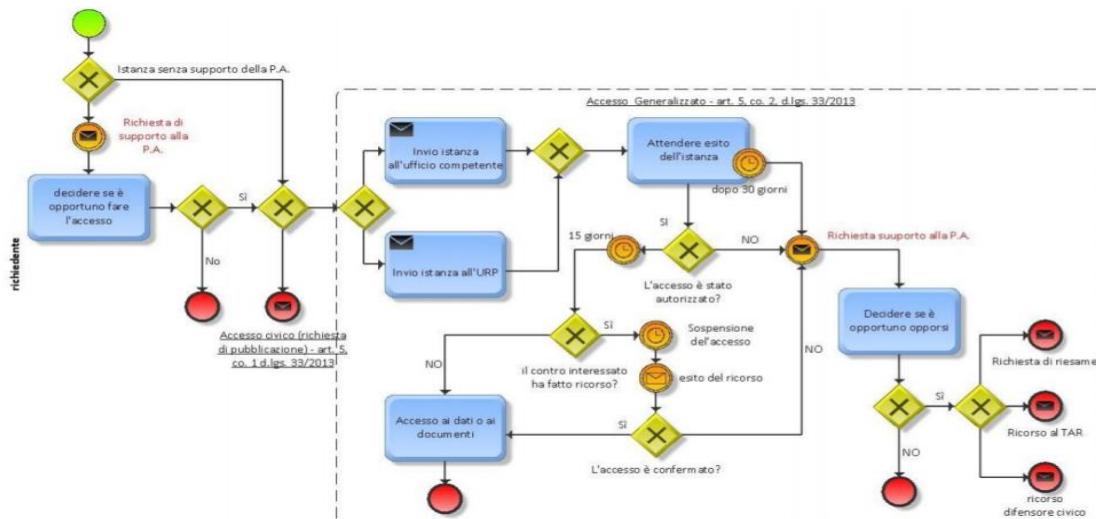 richiedente
Istanza senza supporto della P.A.
Richiesta di
supporto alla
P.A.
decidere se è
opportuno fare
l'accesso
Sì
No
Accesso civico (richiesta
di pubblicazione) - art. 5,
co. 1 d.lgs. 33/2013
Accesso Generalizzato - art. 5, co. 2, d.lgs. 33/2013
Invio istanza
all'ufficio competente
Invio istanza all'URP
Attendere esito
dell'istanza
dopo 30 giorni
Sì
15 giorni
NO
L'accesso è stato
autorizzato?
Richiesta suuporto alla P.A.
Sì
Sospensione
dell'accesso
NO
il contro interessato
ha fatto ricorso?
esito del ricorso
NO
Accesso ai dati o ai
documenti
Sì
L'accesso è confermato?
Decidere se è
opportuno opporsi
Sì
NO
Richiesta di riesame
Ricorso al TAR
ricorso
difensore civico